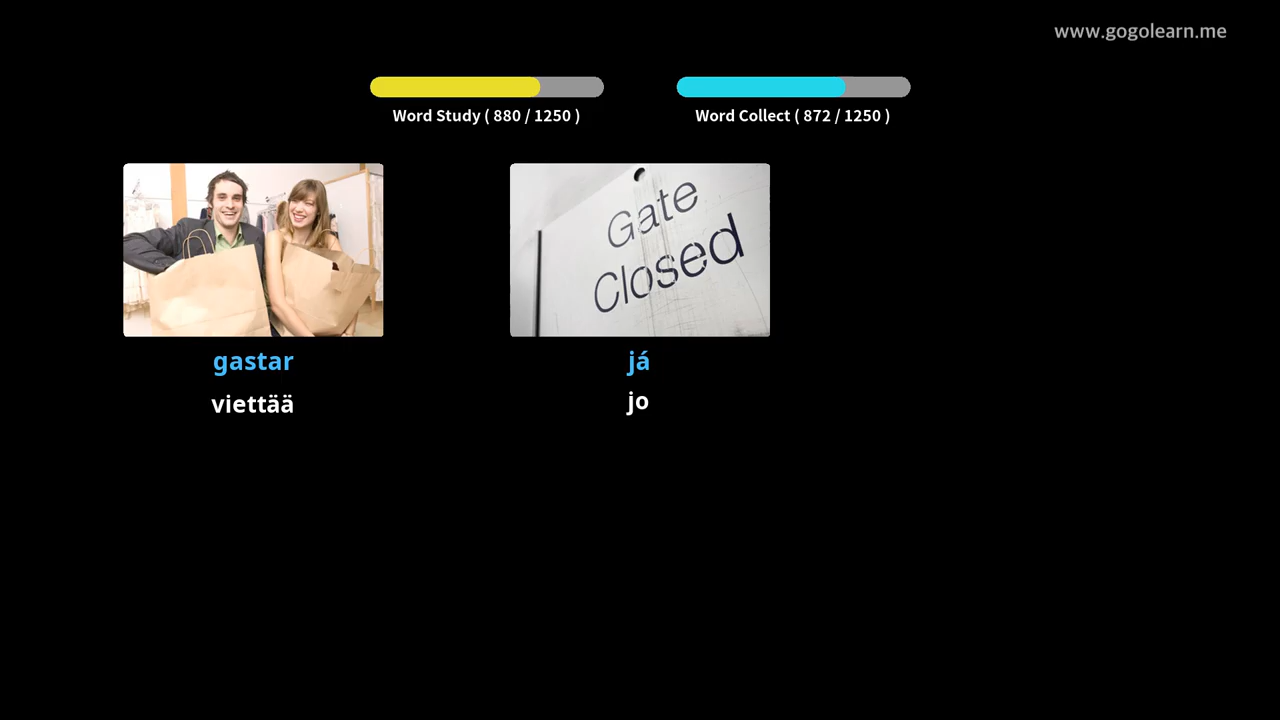 www.gogolearn.me
Word Study ( 880 / 1250 )
Word Collect ( 872 / 1250 )
Gate
Closed
gastar
já
viettää
jo